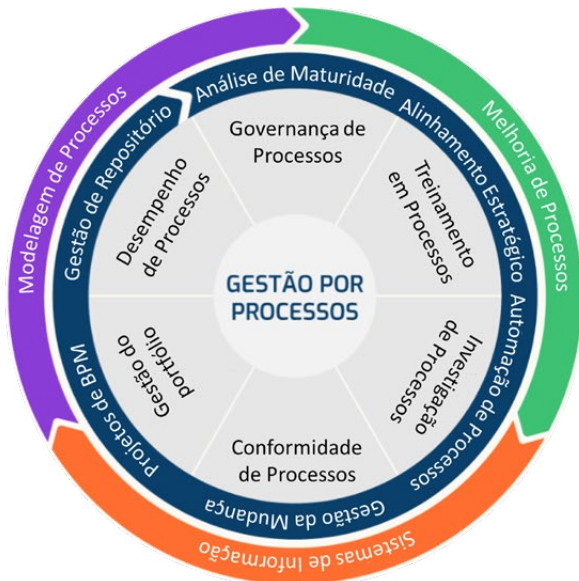 Modelagem de Processos
Melhoria de Processos
Sistemas de Informação
Análise de Maturidade
Alinhamento Estratégico
Automação de Processos
Gestão da Mudança
Projetos de BPM
Gestão de Repositório
Governança de
Processos
Treinamento
em Processos
Investigação
de Processos
Conformidade
de Processos
Gestão do
portfólio
Desempenho
de Processos
GESTÃO POR
PROCESSOS